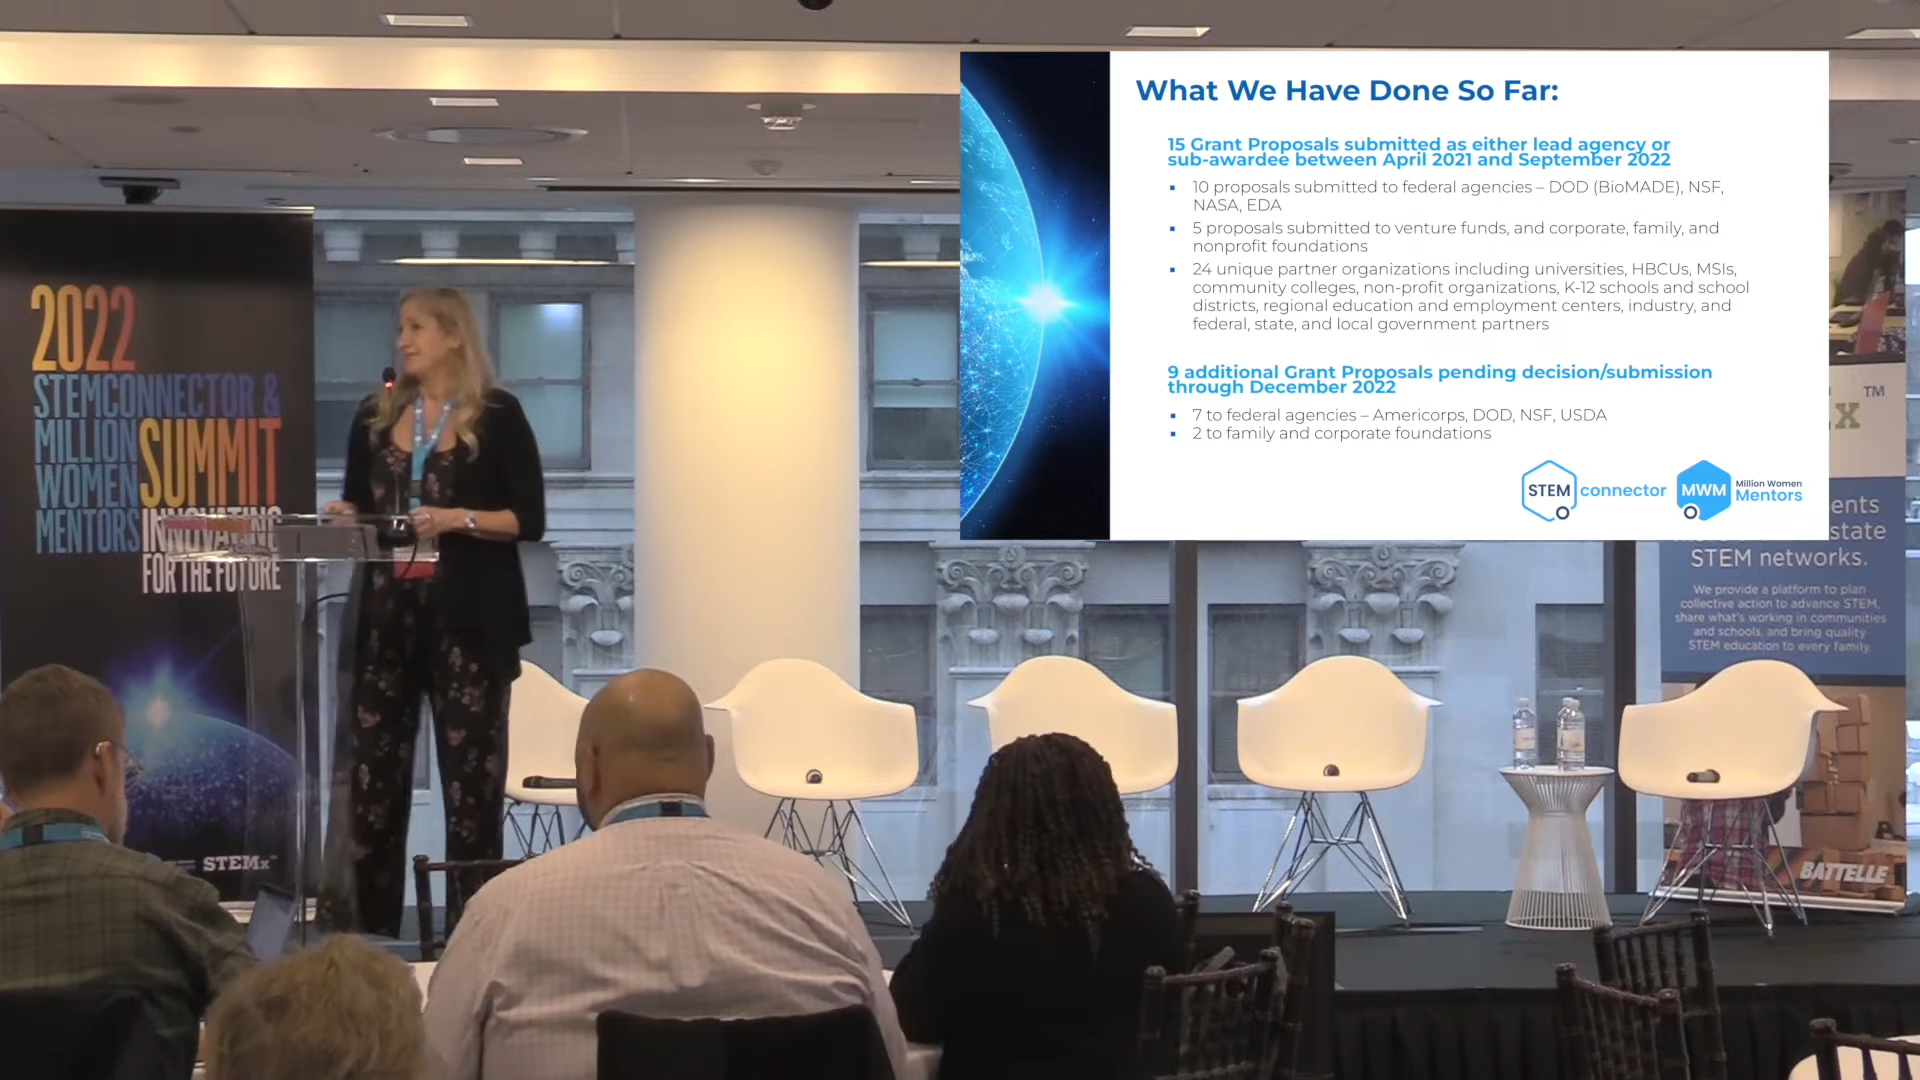 What We Have Done So Far:
15 Grant Proposals submitted as either lead agency or
sub-awardee between April 2021 and September 2022
▪ 10 proposals submitted to federal agencies – DOD (BioMADE), NSF,
NASA, EDA
▪ 5 proposals submitted to venture funds, and corporate, family, and
nonprofit foundations
▪ 24 unique partner organizations including universities, HBCUs, MSIs,
community colleges, non-profit organizations, K-12 schools and school
districts, regional education and employment centers, industry, and
federal, state, and local government partners
9 additional Grant Proposals pending decision/submission
through December 2022
▪ 7 to federal agencies – Americorps, DOD, NSF, USDA
▪ 2 to family and corporate foundations
STEM connector
MWM Million Women
Mentors
2022
STEMCONNECTOR &
MILLION
WOMEN
MENTORS
SUMMIT
INNOVATING
FOR THE FUTURE
STEMx
X TM
ents
state
STEM networks.
We provide a platform to plan
collective action to advance STEM,
share what's working in communities
and schools, and bring quality
STEM education to every family.
BATTELLE